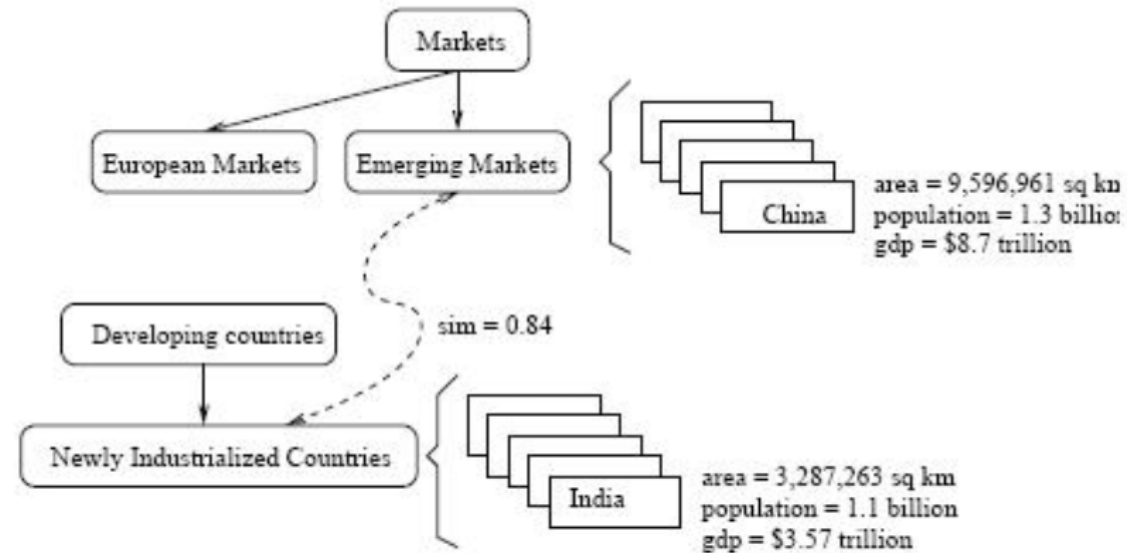 Markets
European Markets
Emerging Markets
China
area = 9,596,961 sq kn
population = 1.3 billio
gdp = $8.7 trillion
Developing countries
sim = 0.84
Newly Industrialized Countries
India
area = 3,287,263 sq km
population = 1.1 billion
gdp = $3.57 trillion